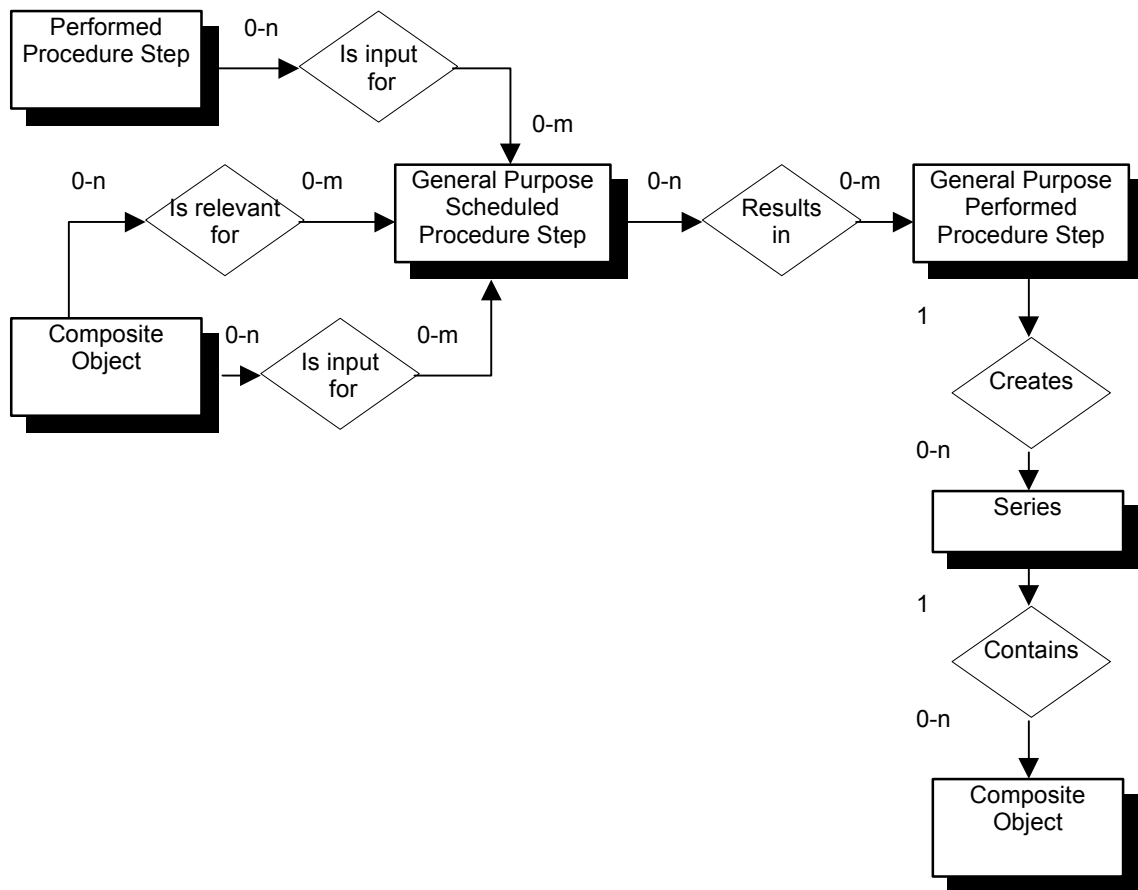 Performed
Procedure Step
0-n
Is input
for
0-m
0-n
Is relevant
for
0-m
General Purpose
Scheduled
Procedure Step
0-n
Results
in
0-m
General Purpose
Performed
Procedure Step
Composite
Object
0-n
Is input
for
0-m
1
Creates
0-n
Series
1
Contains
0-n
Composite
Object